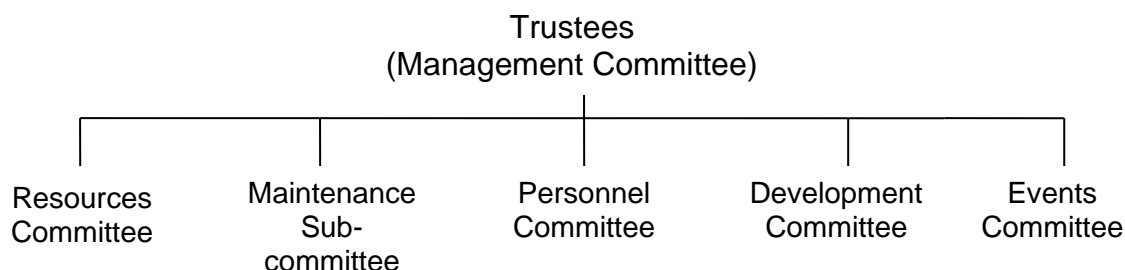 Trustees
(Management Committee)
Resources
Committee
Maintenance
Sub-
committee
Personnel
Committee
Development
Committee
Events
Committee